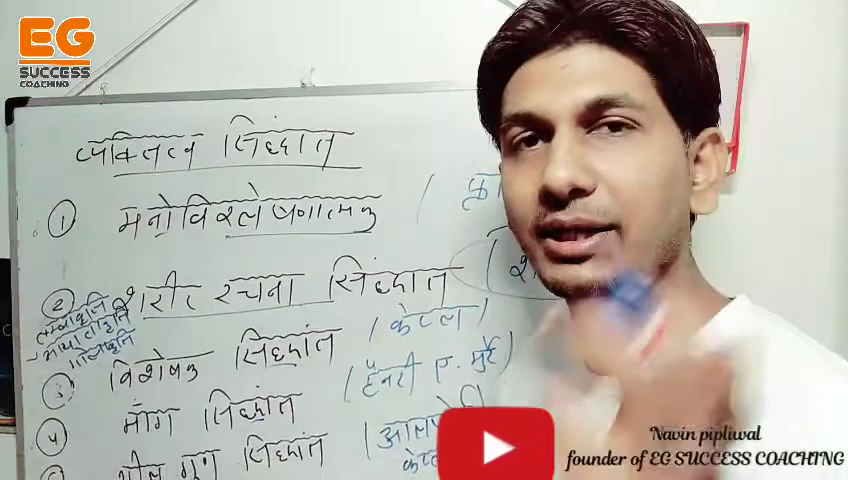 EG
SUCCESS
COACHING
व्यक्तित्व सिद्धांत
1 मनोविश्लेषणात्मक
2 शरीर रचना सिद्धांत
लम्बाकृति
गोलाकृति
3 विशेषक सिद्धांत ( केटल )
4 मांग सिद्धांत ( हेनरी ए. मुर्रे )
शील गुण सिद्धांत
Navin pipliwal
founder of EG SUCCESS COACHING